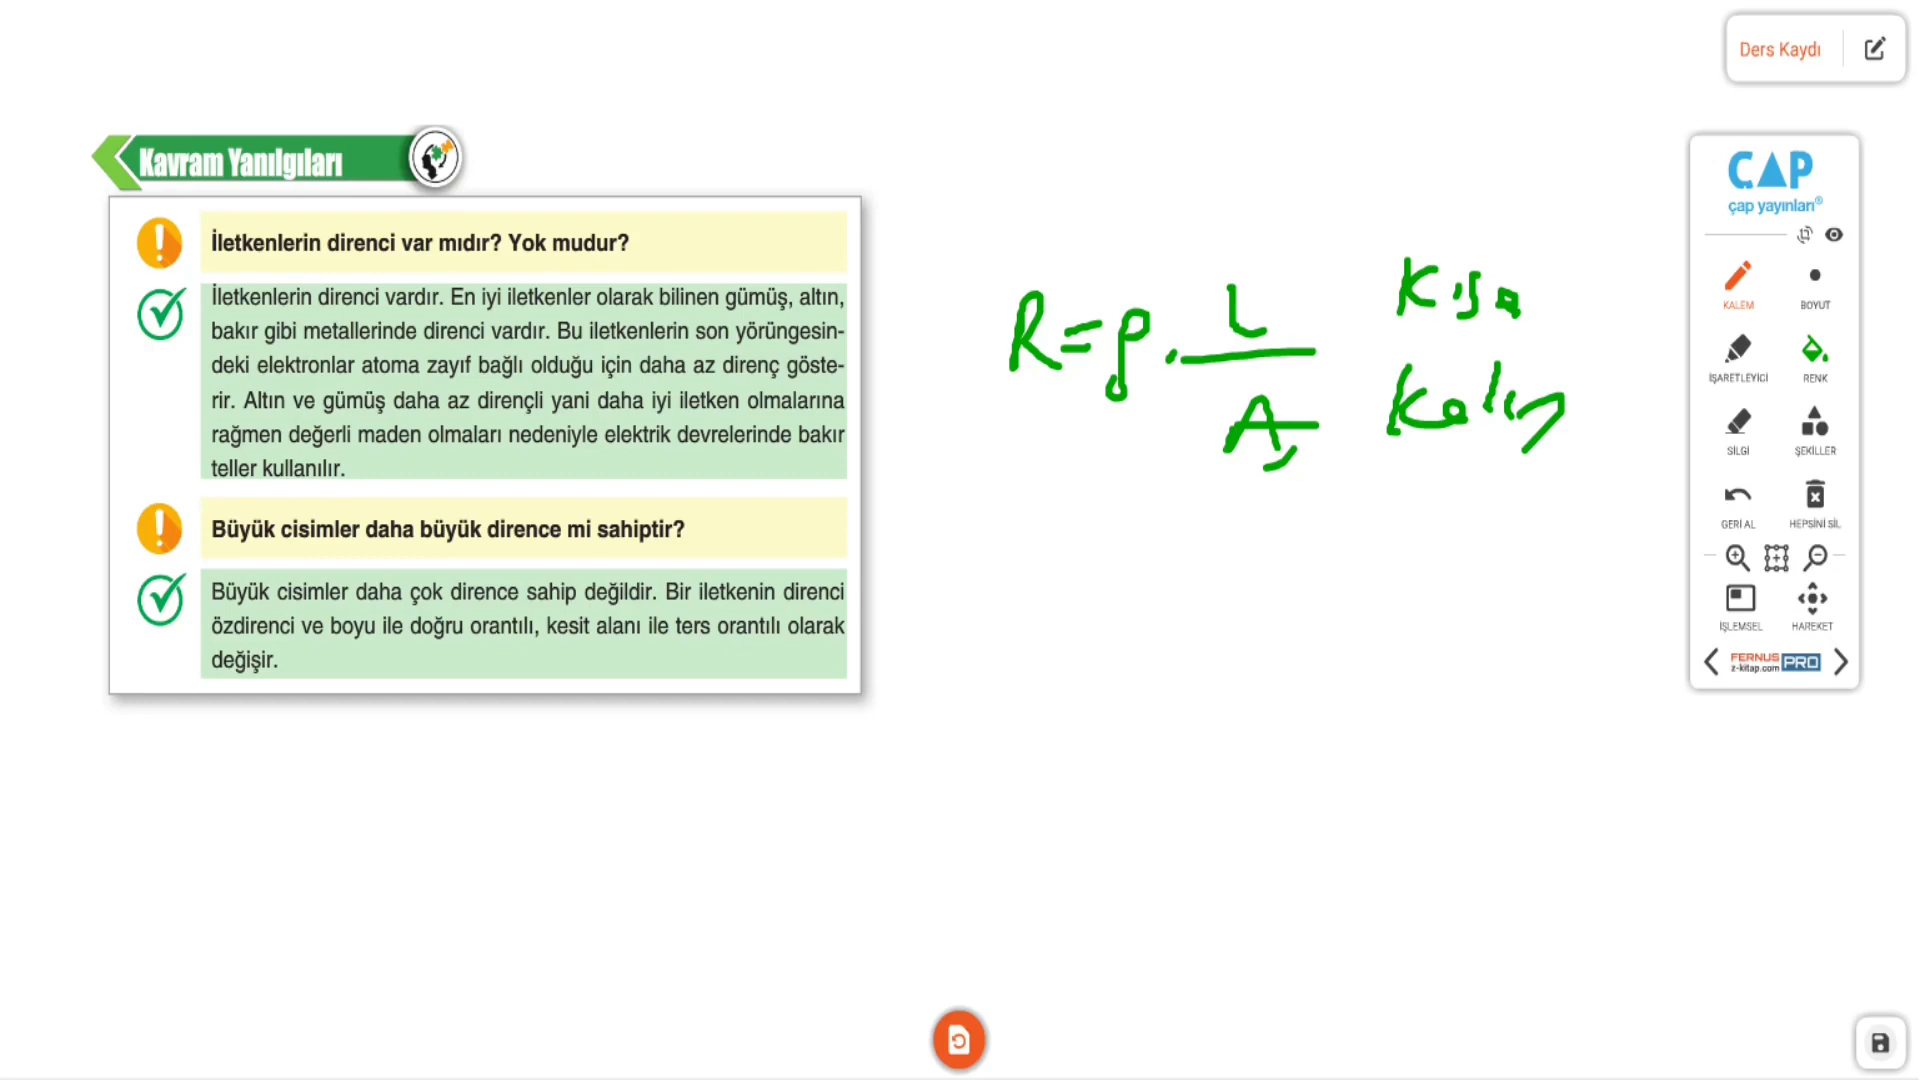 Ders Kaydı
Kavram Yanılgıları
İletkenlerin direnci var mıdır? Yok mudur?
İletkenlerin direnci vardır. En iyi iletkenler olarak bilinen gümüş, altın,
bakır gibi metallerinde direnci vardır. Bu iletkenlerin son yörüngesin-
deki elektronlar atoma zayıf bağlı olduğu için daha az direnç göste-
rir. Altın ve gümüş daha az dirençli yani daha iyi iletken olmalarına
rağmen değerli maden olmaları nedeniyle elektrik devrelerinde bakır
teller kullanılır.
Büyük cisimler daha büyük dirence mi sahiptir?
Büyük cisimler daha çok dirence sahip değildir. Bir iletkenin direnci
özdirenci ve boyu ile doğru orantılı, kesit alanı ile ters orantılı olarak
değişir.
R=ρ. L/A
Kısa
Kalın
ÇAP
çap yayınları®
KALEM
BOYUT
İŞARETLEYİCİ
RENK
SİLGİ
ŞEKİLLER
GERİ AL
HEPSİNİ SİL
İŞLEMSEL
HAREKET
FERNUS PRO
z-kitap.com